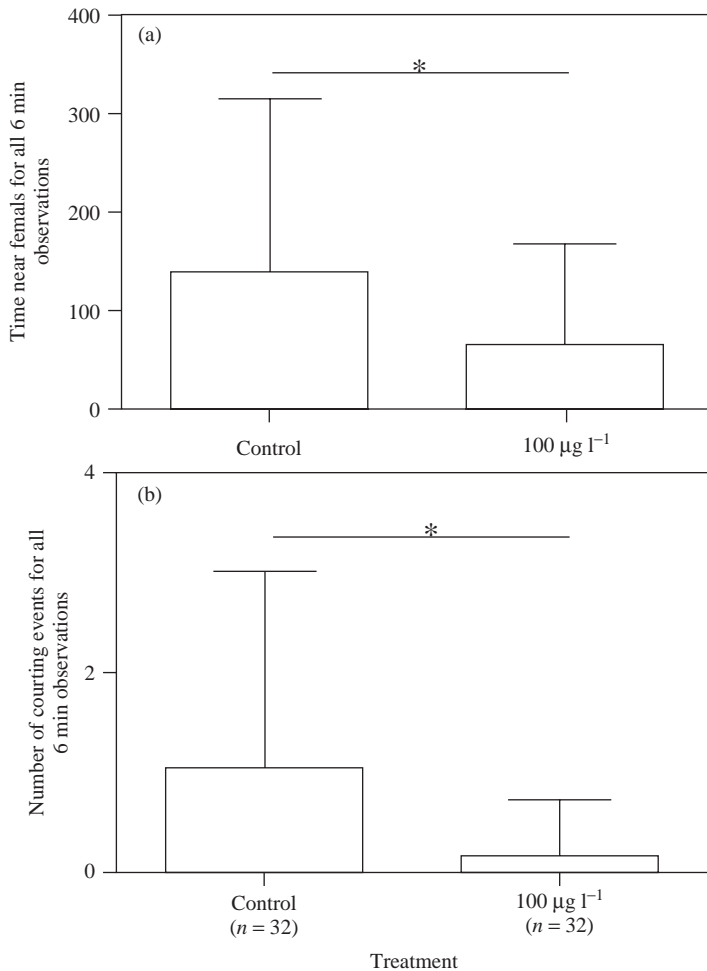 400
(a)
*
300
200
100
0
Time near femals for all 6 min
observations
Control
100 μg l⁻¹
4
(b)
*
2
0
Number of courting events for all
6 min observations
Control
(n = 32)
100 μg l⁻¹
(n = 32)
Treatment